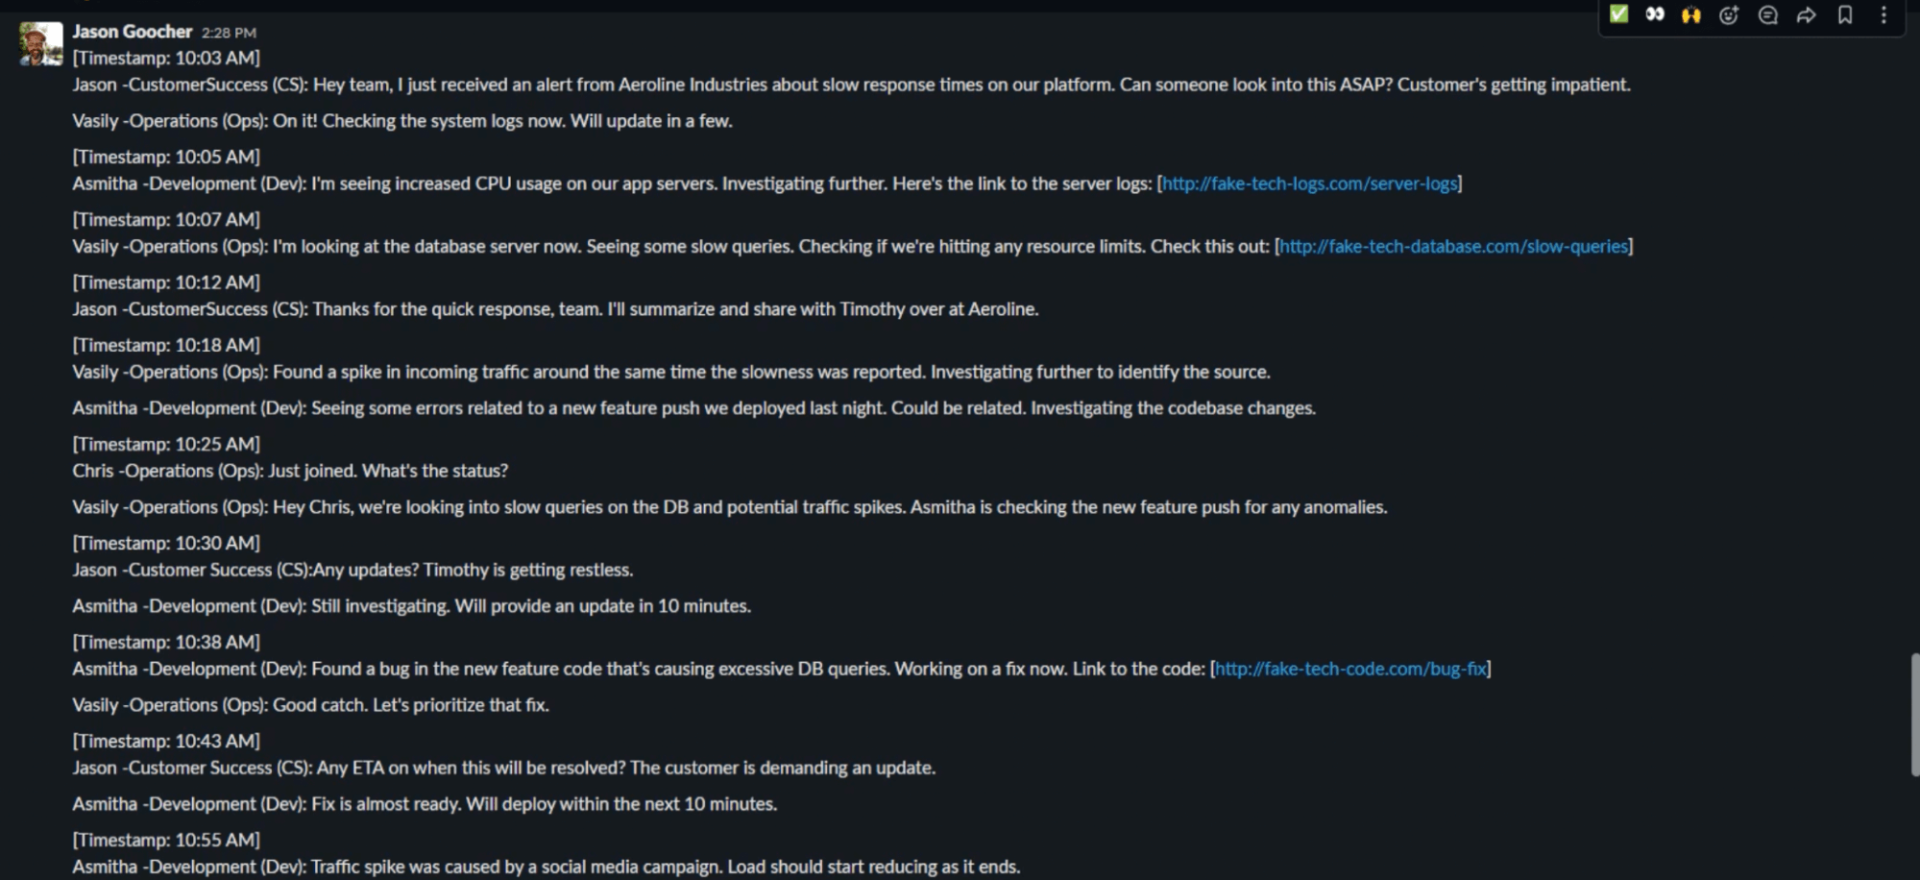 Jason Goocher 2:28 PM
[Timestamp: 10:03 AM]
Jason -CustomerSuccess (CS): Hey team, I just received an alert from Aeroline Industries about slow response times on our platform. Can someone look into this ASAP? Customer's getting impatient.
Vasily -Operations (Ops): On it! Checking the system logs now. Will update in a few.
[Timestamp: 10:05 AM]
Asmitha -Development (Dev): I'm seeing increased CPU usage on our app servers. Investigating further. Here's the link to the server logs: [http://fake-tech-logs.com/server-logs]
[Timestamp: 10:07 AM]
Vasily -Operations (Ops): I'm looking at the database server now. Seeing some slow queries. Checking if we're hitting any resource limits. Check this out: [http://fake-tech-database.com/slow-queries]
[Timestamp: 10:12 AM]
Jason -CustomerSuccess (CS): Thanks for the quick response, team. I'll summarize and share with Timothy over at Aeroline.
[Timestamp: 10:18 AM]
Vasily -Operations (Ops): Found a spike in incoming traffic around the same time the slowness was reported. Investigating further to identify the source.
Asmitha -Development (Dev): Seeing some errors related to a new feature push we deployed last night. Could be related. Investigating the codebase changes.
[Timestamp: 10:25 AM]
Chris -Operations (Ops): Just joined. What's the status?
Vasily -Operations (Ops): Hey Chris, we're looking into slow queries on the DB and potential traffic spikes. Asmitha is checking the new feature push for any anomalies.
[Timestamp: 10:30 AM]
Jason -Customer Success (CS):Any updates? Timothy is getting restless.
Asmitha -Development (Dev): Still investigating. Will provide an update in 10 minutes.
[Timestamp: 10:38 AM]
Asmitha -Development (Dev): Found a bug in the new feature code that's causing excessive DB queries. Working on a fix now. Link to the code: [http://fake-tech-code.com/bug-fix]
Vasily -Operations (Ops): Good catch. Let's prioritize that fix.
[Timestamp: 10:43 AM]
Jason -Customer Success (CS): Any ETA on when this will be resolved? The customer is demanding an update.
Asmitha -Development (Dev): Fix is almost ready. Will deploy within the next 10 minutes.
[Timestamp: 10:55 AM]
Asmitha -Development (Dev): Traffic spike was caused by a social media campaign. Load should start reducing as it ends.